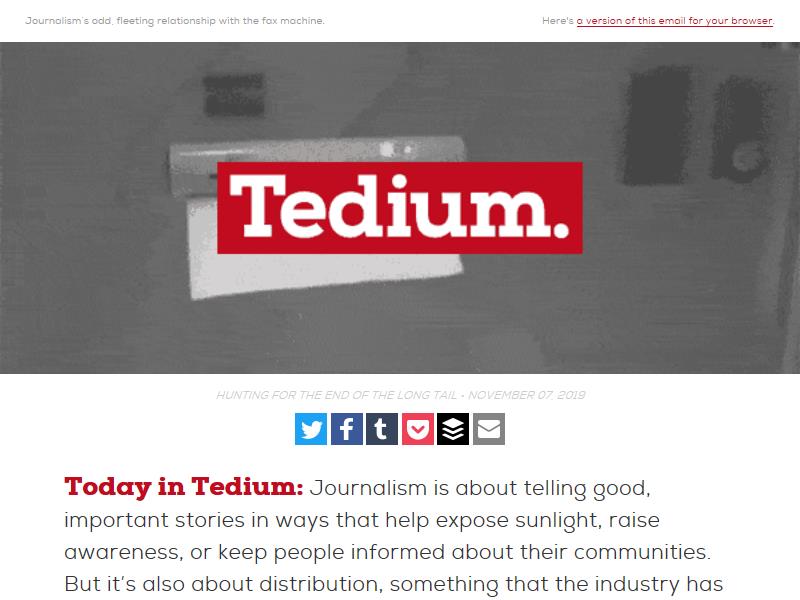 Journalism's odd, fleeting relationship with the fax machine.
Here's a version of this email for your browser.
Tedium.
HUNTING FOR THE END OF THE LONG TAIL • NOVEMBER 07, 2019
Today in Tedium: Journalism is about telling good,
important stories in ways that help expose sunlight, raise
awareness, or keep people informed about their communities.
But it’s also about distribution, something that the industry has